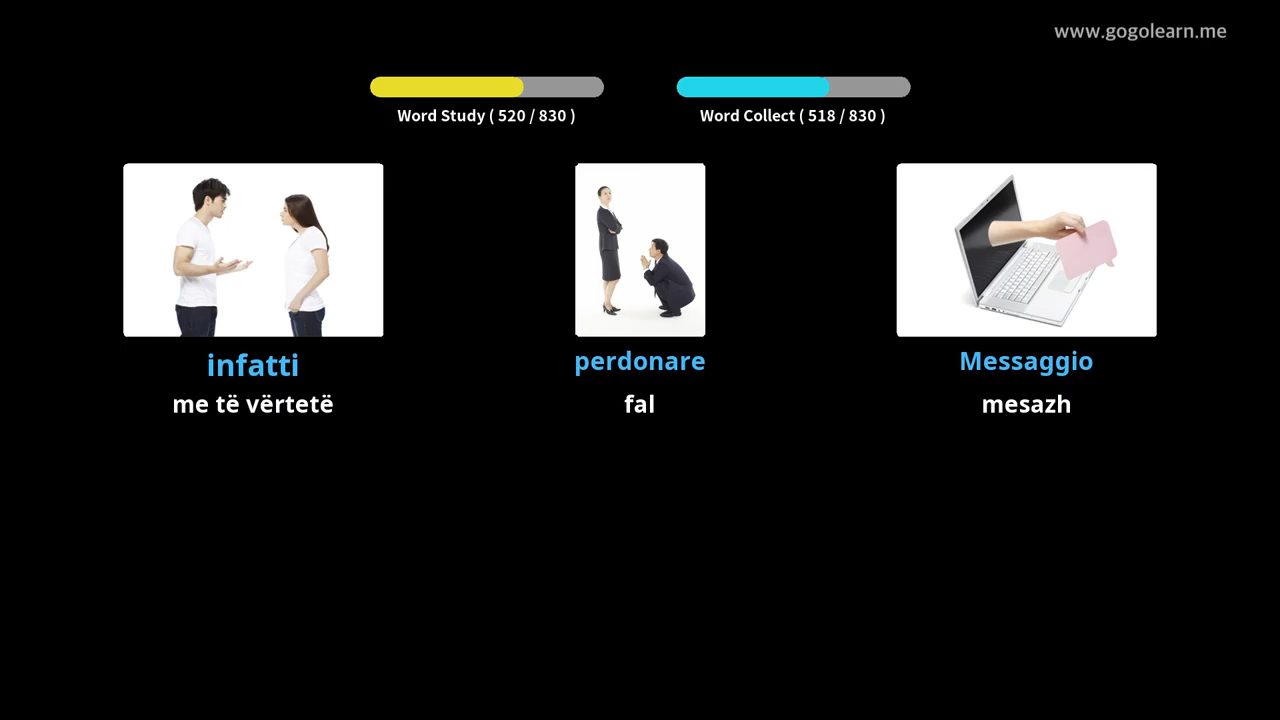 www.gogolearn.me
Word Study ( 520 / 830 )
Word Collect ( 518 / 830 )
infatti
perdonare
Messaggio
me të vërtetë
fal
mesazh